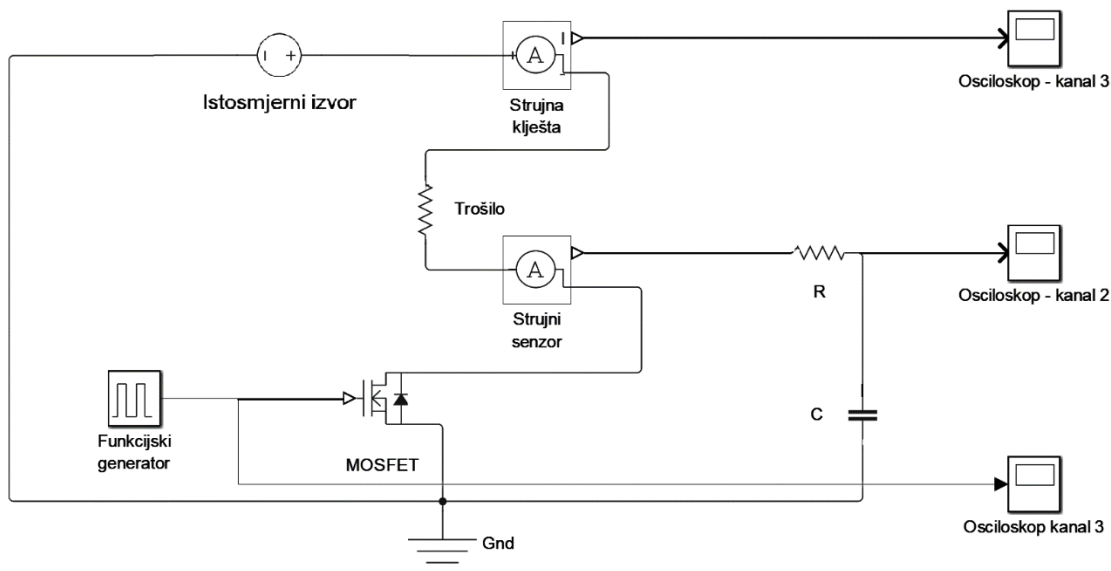 Istosmjerni izvor
I
A
Strujna
klješta
Osciloskop - kanal 3
Trošilo
A
Strujni
senzor
R
Osciloskop - kanal 2
Funkcijski
generator
MOSFET
C
Gnd
Osciloskop kanal 3